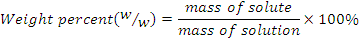 Weight percent(w/w) = mass of solute / mass of solution × 100%